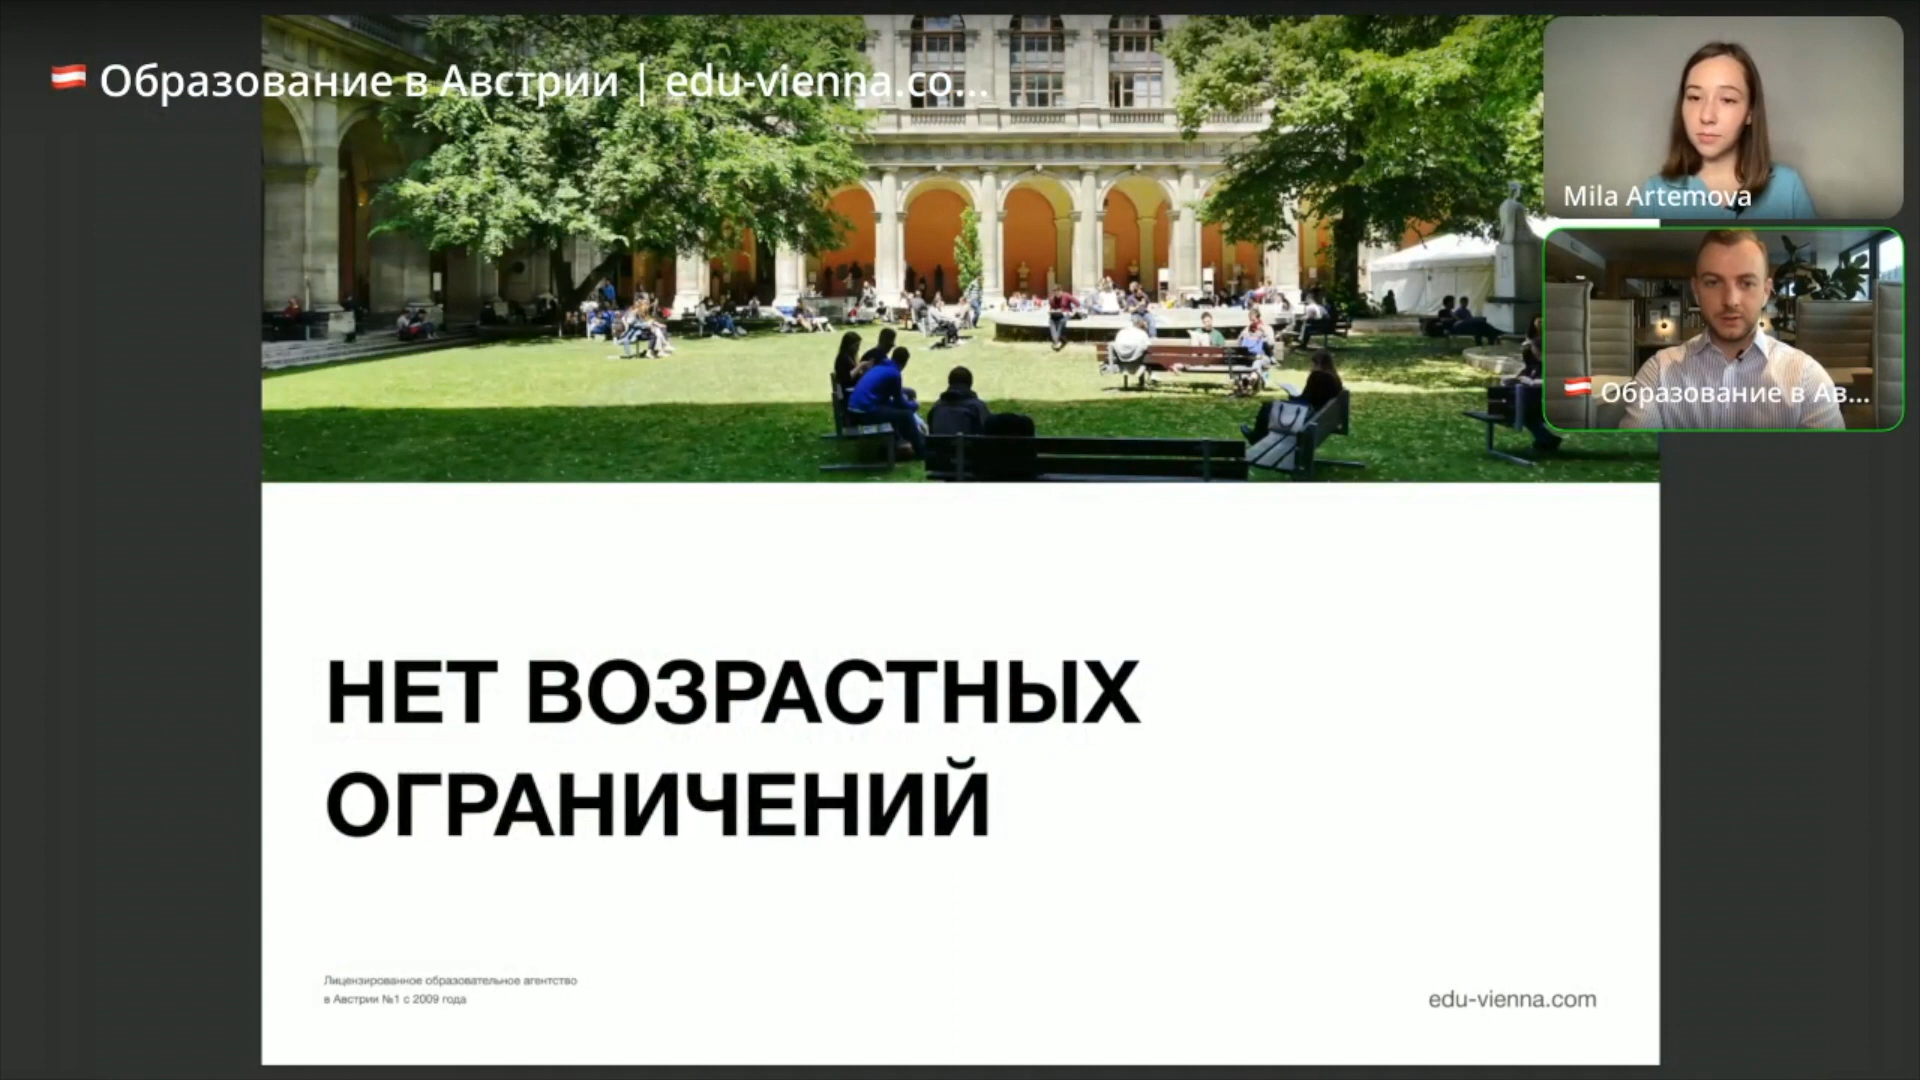 🇦🇹 Образование в Австрии | edu-vienna.co...
Mila Artemova
🇦🇹 Образование в Ав...
НЕТ ВОЗРАСТНЫХ
ОГРАНИЧЕНИЙ
Лицензированное образовательное агентство
в Австрии №1 с 2009 года
edu-vienna.com